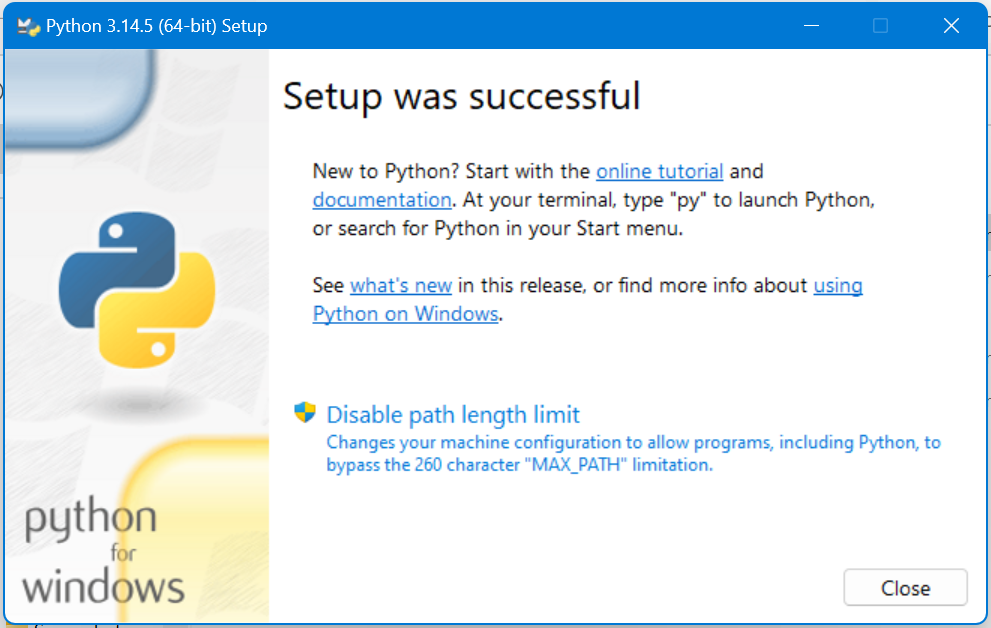 Python 3.14.5 (64-bit) Setup
Setup was successful
New to Python? Start with the online tutorial and
documentation. At your terminal, type "py" to launch Python,
or search for Python in your Start menu.
See what's new in this release, or find more info about using
Python on Windows.
Disable path length limit
Changes your machine configuration to allow programs, including Python, to
bypass the 260 character "MAX_PATH" limitation.
python
for
windows
Close